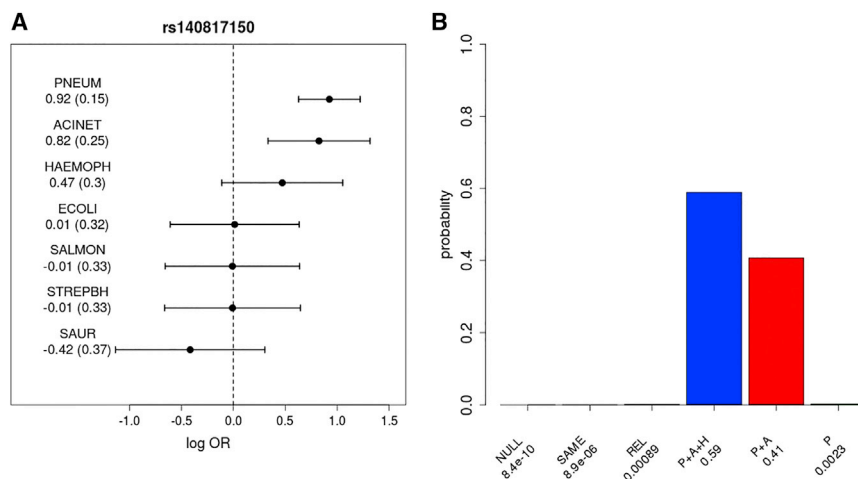 A
rs140817150
PNEUM
0.92 (0.15)
ACINET
0.82 (0.25)
HAEMOPH
0.47 (0.3)
ECOLI
0.01 (0.32)
SALMON
-0.01 (0.33)
STREPBH
-0.01 (0.33)
SAUR
-0.42 (0.37)
-1.0 -0.5 0.0 0.5 1.0 1.5
log OR
B
1.0
0.8
0.6
0.4
0.2
0.0
probability
NULL
8.4e-10
SAME
8.9e-06
REL
0.00089
P+A+H
0.59
P+A
0.41
P
0.0023